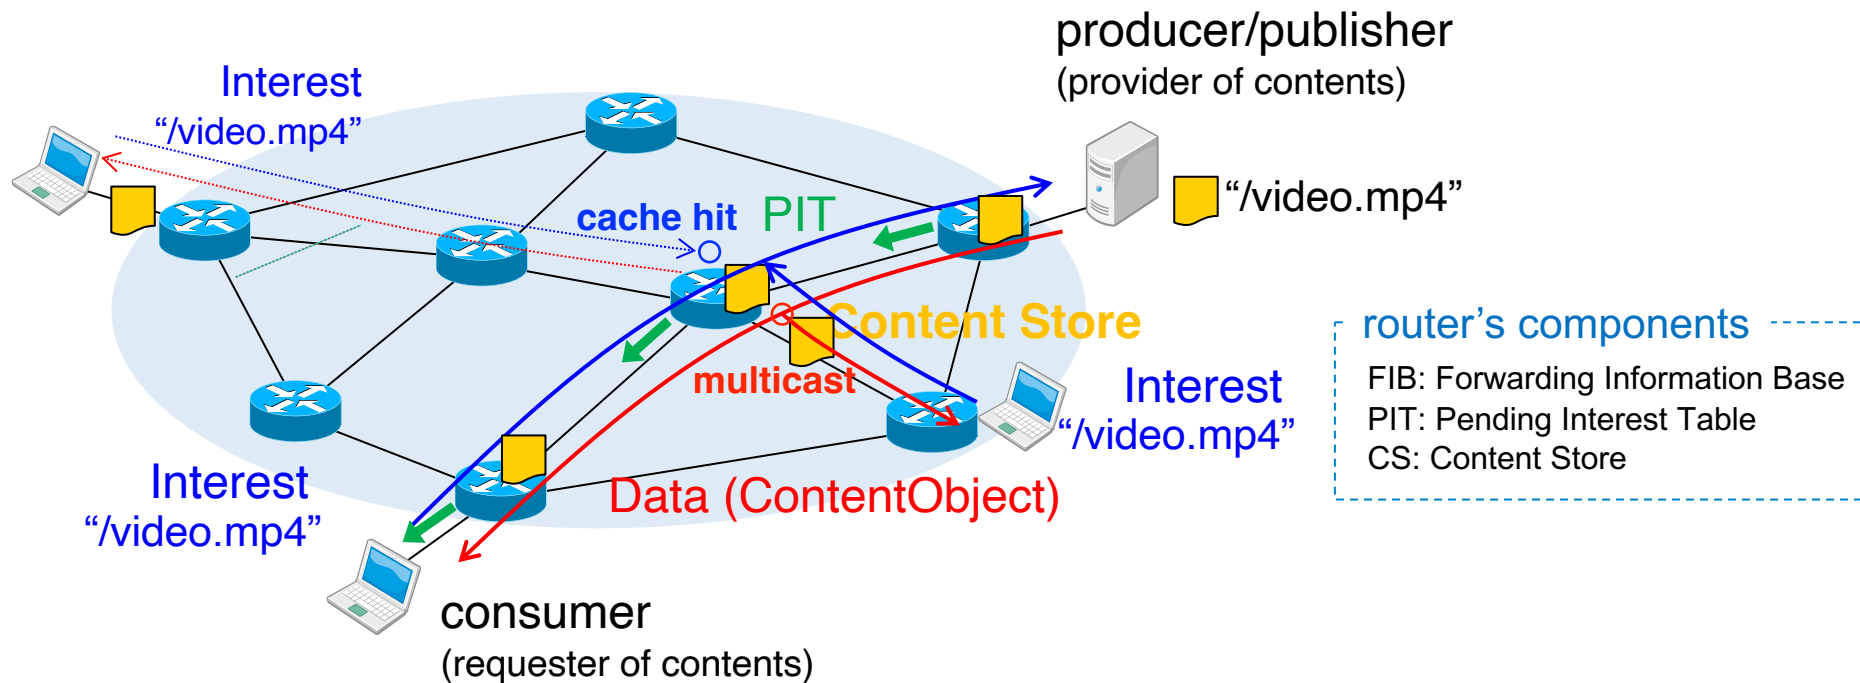 producer/publisher
(provider of contents)
Interest
“/video.mp4”
cache hit
PIT
“/video.mp4”
Content Store
multicast
router’s components
FIB: Forwarding Information Base
PIT: Pending Interest Table
CS: Content Store
Interest
“/video.mp4”
Interest
“/video.mp4”
Data (ContentObject)
consumer
(requester of contents)